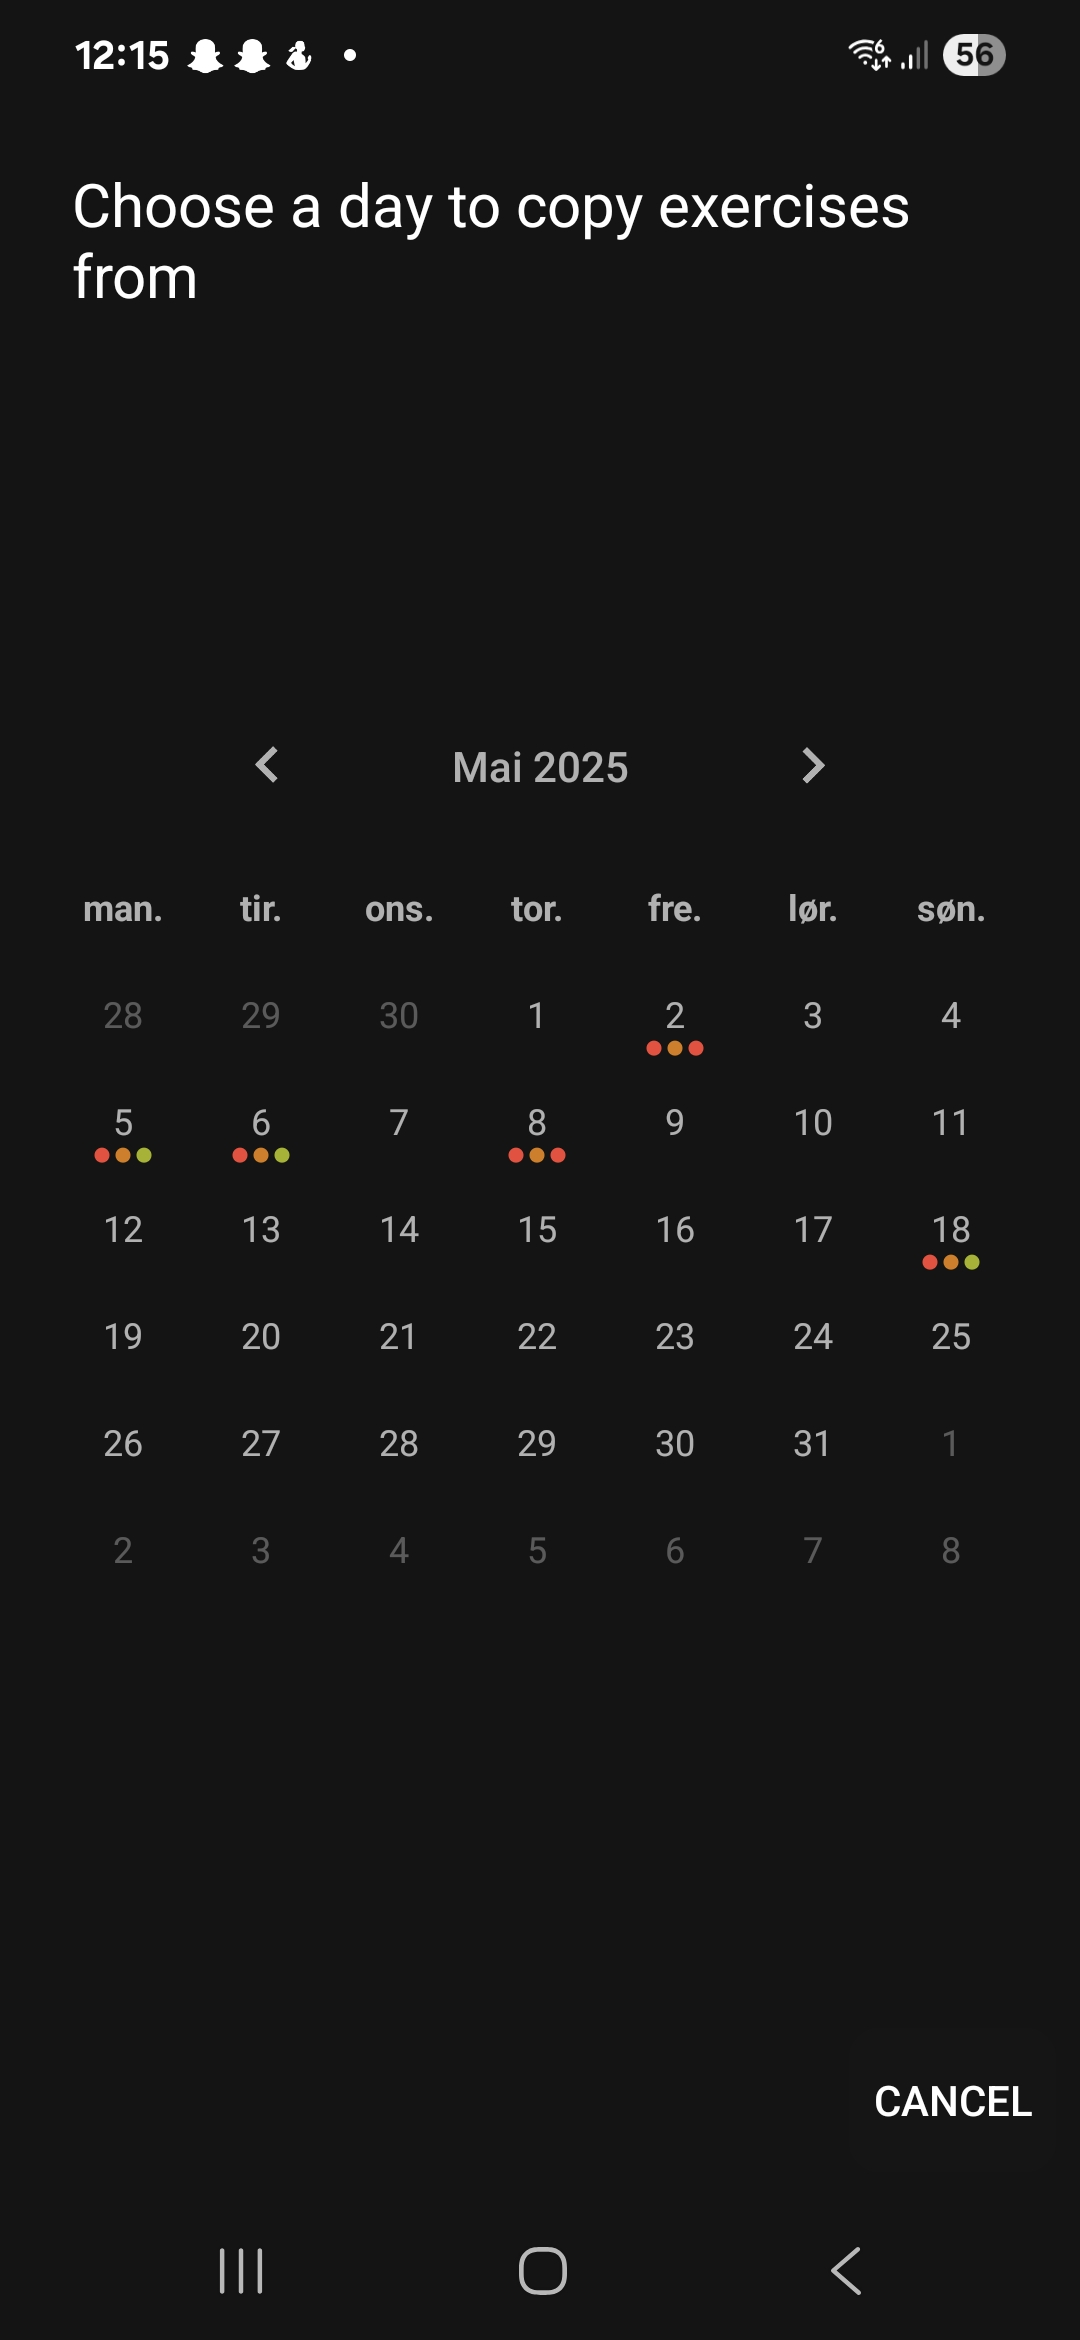 12:15 6 56
Choose a day to copy exercises
from
Mai 2025
man. tir. ons. tor. fre. lør. søn.
28 29 30 1 2 3 4
5 6 7 8 9 10 11
12 13 14 15 16 17 18
19 20 21 22 23 24 25
26 27 28 29 30 31 1
2 3 4 5 6 7 8
CANCEL